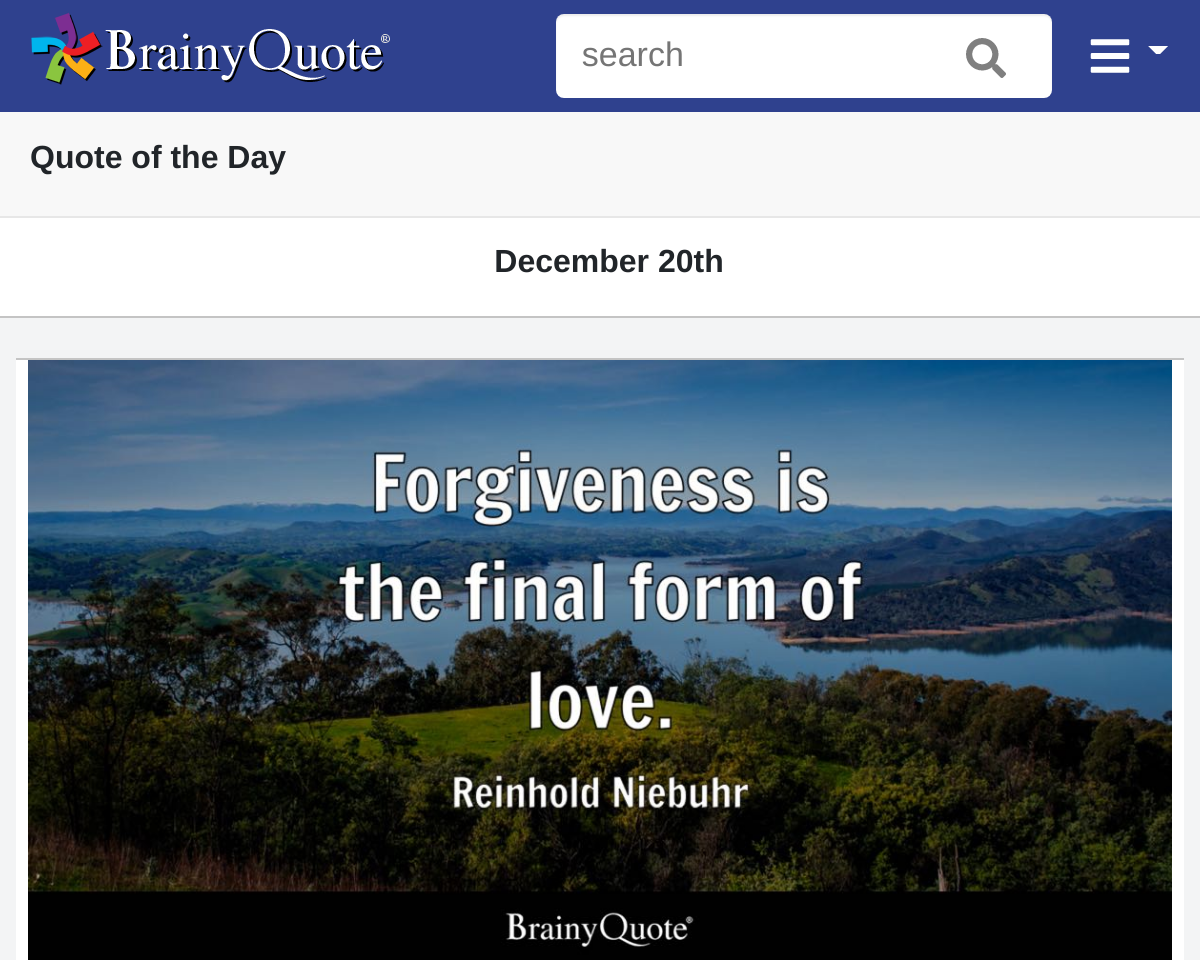 BrainyQuote®
search
Quote of the Day
December 20th
Forgiveness is
the final form of
love.
Reinhold Niebuhr
BrainyQuote®